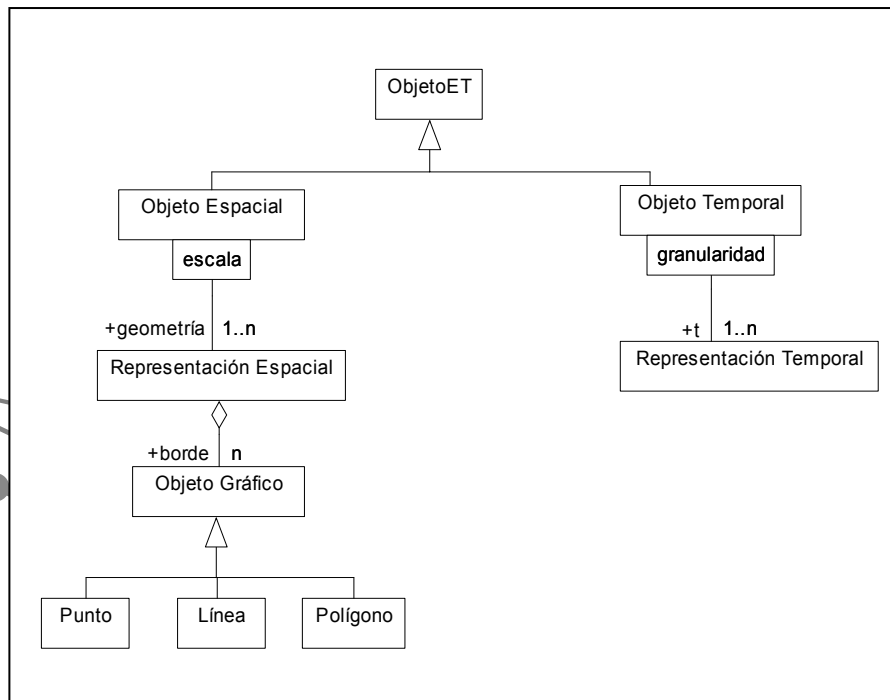 ObjetoET
Objeto Espacial
Objeto Temporal
escala
granularidad
+geometría 1..n
+t 1..n
Representación Espacial
Representación Temporal
+borde n
Objeto Gráfico
Punto
Línea
Polígono